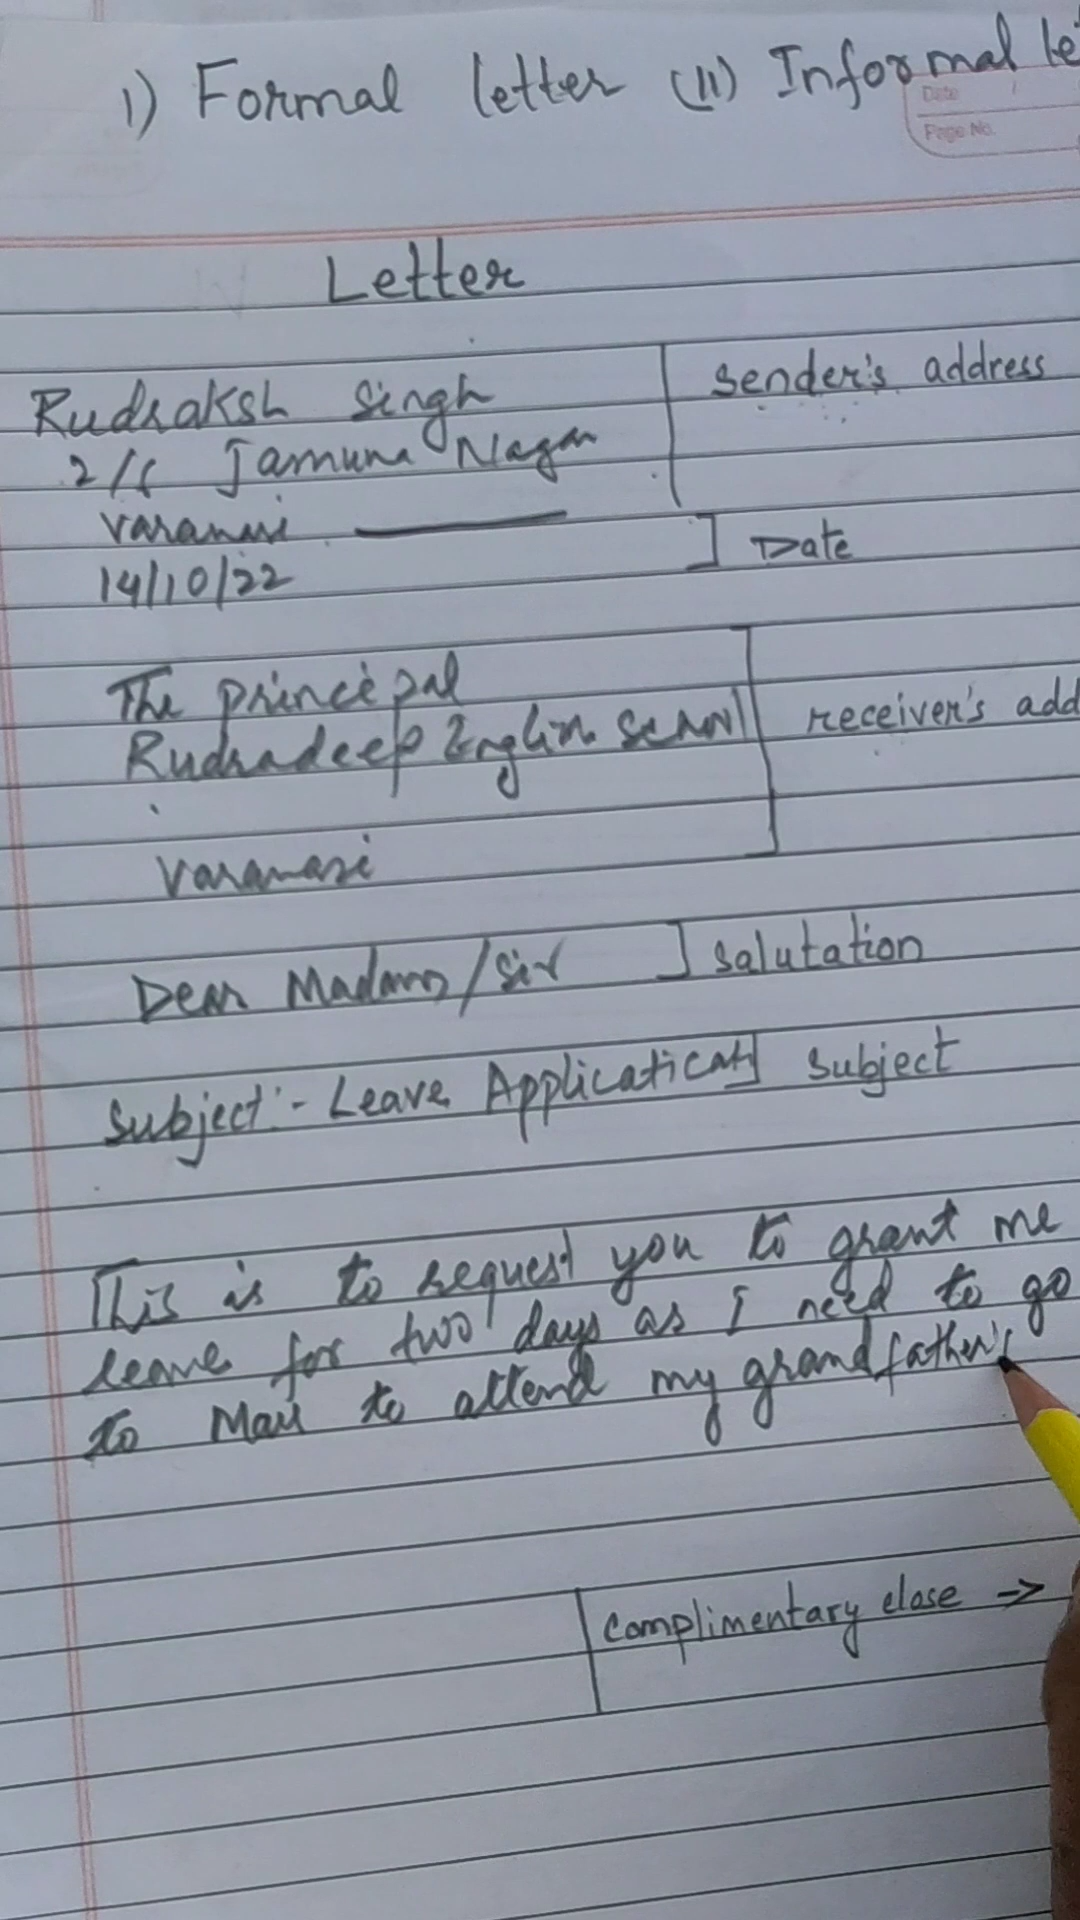 1) Formal letter (II) Informal le
Date
Page No.
Letter
Rudraksh Singh
sender's address
2/ Jamuna Nagar
Varanasi
14/10/22
Date
The principal
Rudradeep English School
receiver's add
Varanasi
Dear Madam/Sir
salutation
Subject:- Leave Application
subject
This is to request you to grant me
leave for two days as I need to go
to Mau to attend my grandfather's
complimentary close →